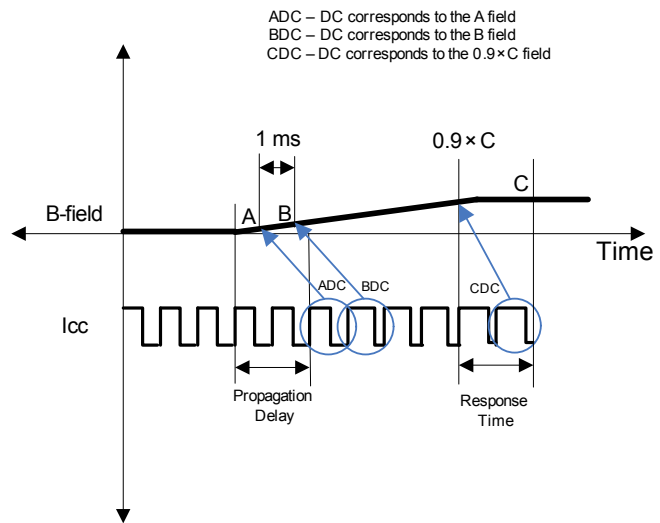 ADC – DC corresponds to the A field
BDC – DC corresponds to the B field
CDC – DC corresponds to the 0.9×C field
1 ms
0.9×C
B-field
A
B
C
Time
ADC
BDC
CDC
Icc
Propagation
Delay
Response
Time